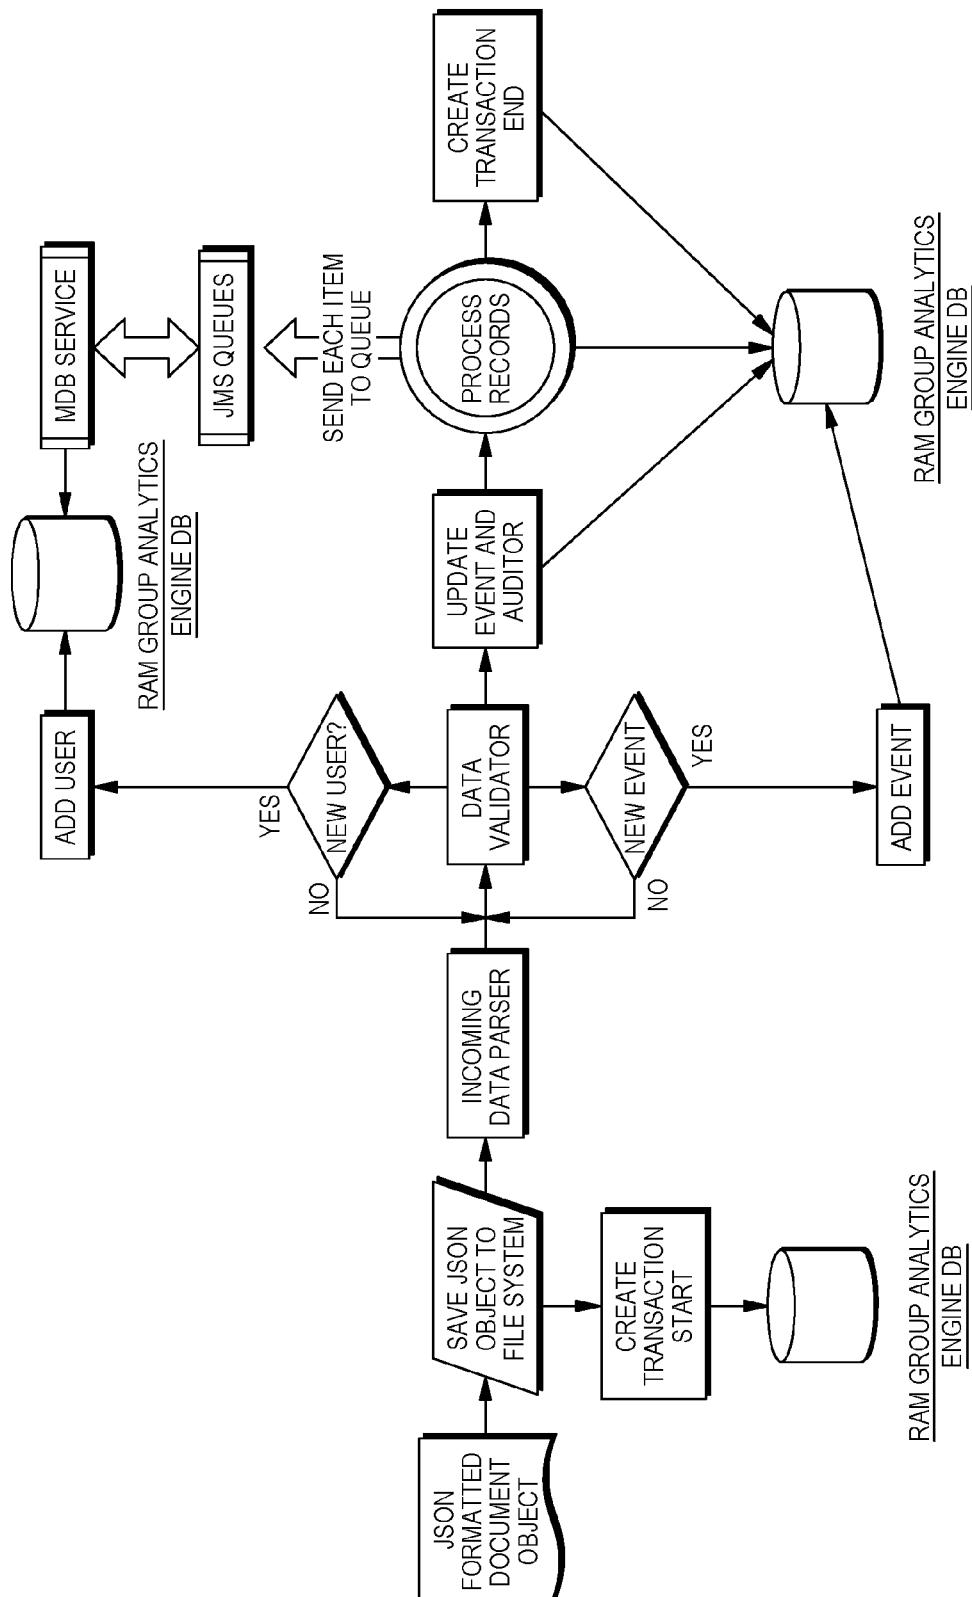 JSON
FORMATTED
DOCUMENT
OBJECT
SAVE JSON
OBJECT TO
FILE SYSTEM
CREATE
TRANSACTION
START
RAM GROUP ANALYTICS
ENGINE DB
INCOMING
DATA PARSER
NO
NEW USER?
YES
ADD USER
DATA
VALIDATOR
NO
NEW EVENT
YES
ADD EVENT
RAM GROUP ANALYTICS
ENGINE DB
UPDATE
EVENT AND
AUDITOR
MDB SERVICE
JMS QUEUES
SEND EACH ITEM
TO QUEUE
PROCESS
RECORDS
CREATE
TRANSACTION
END
RAM GROUP ANALYTICS
ENGINE DB